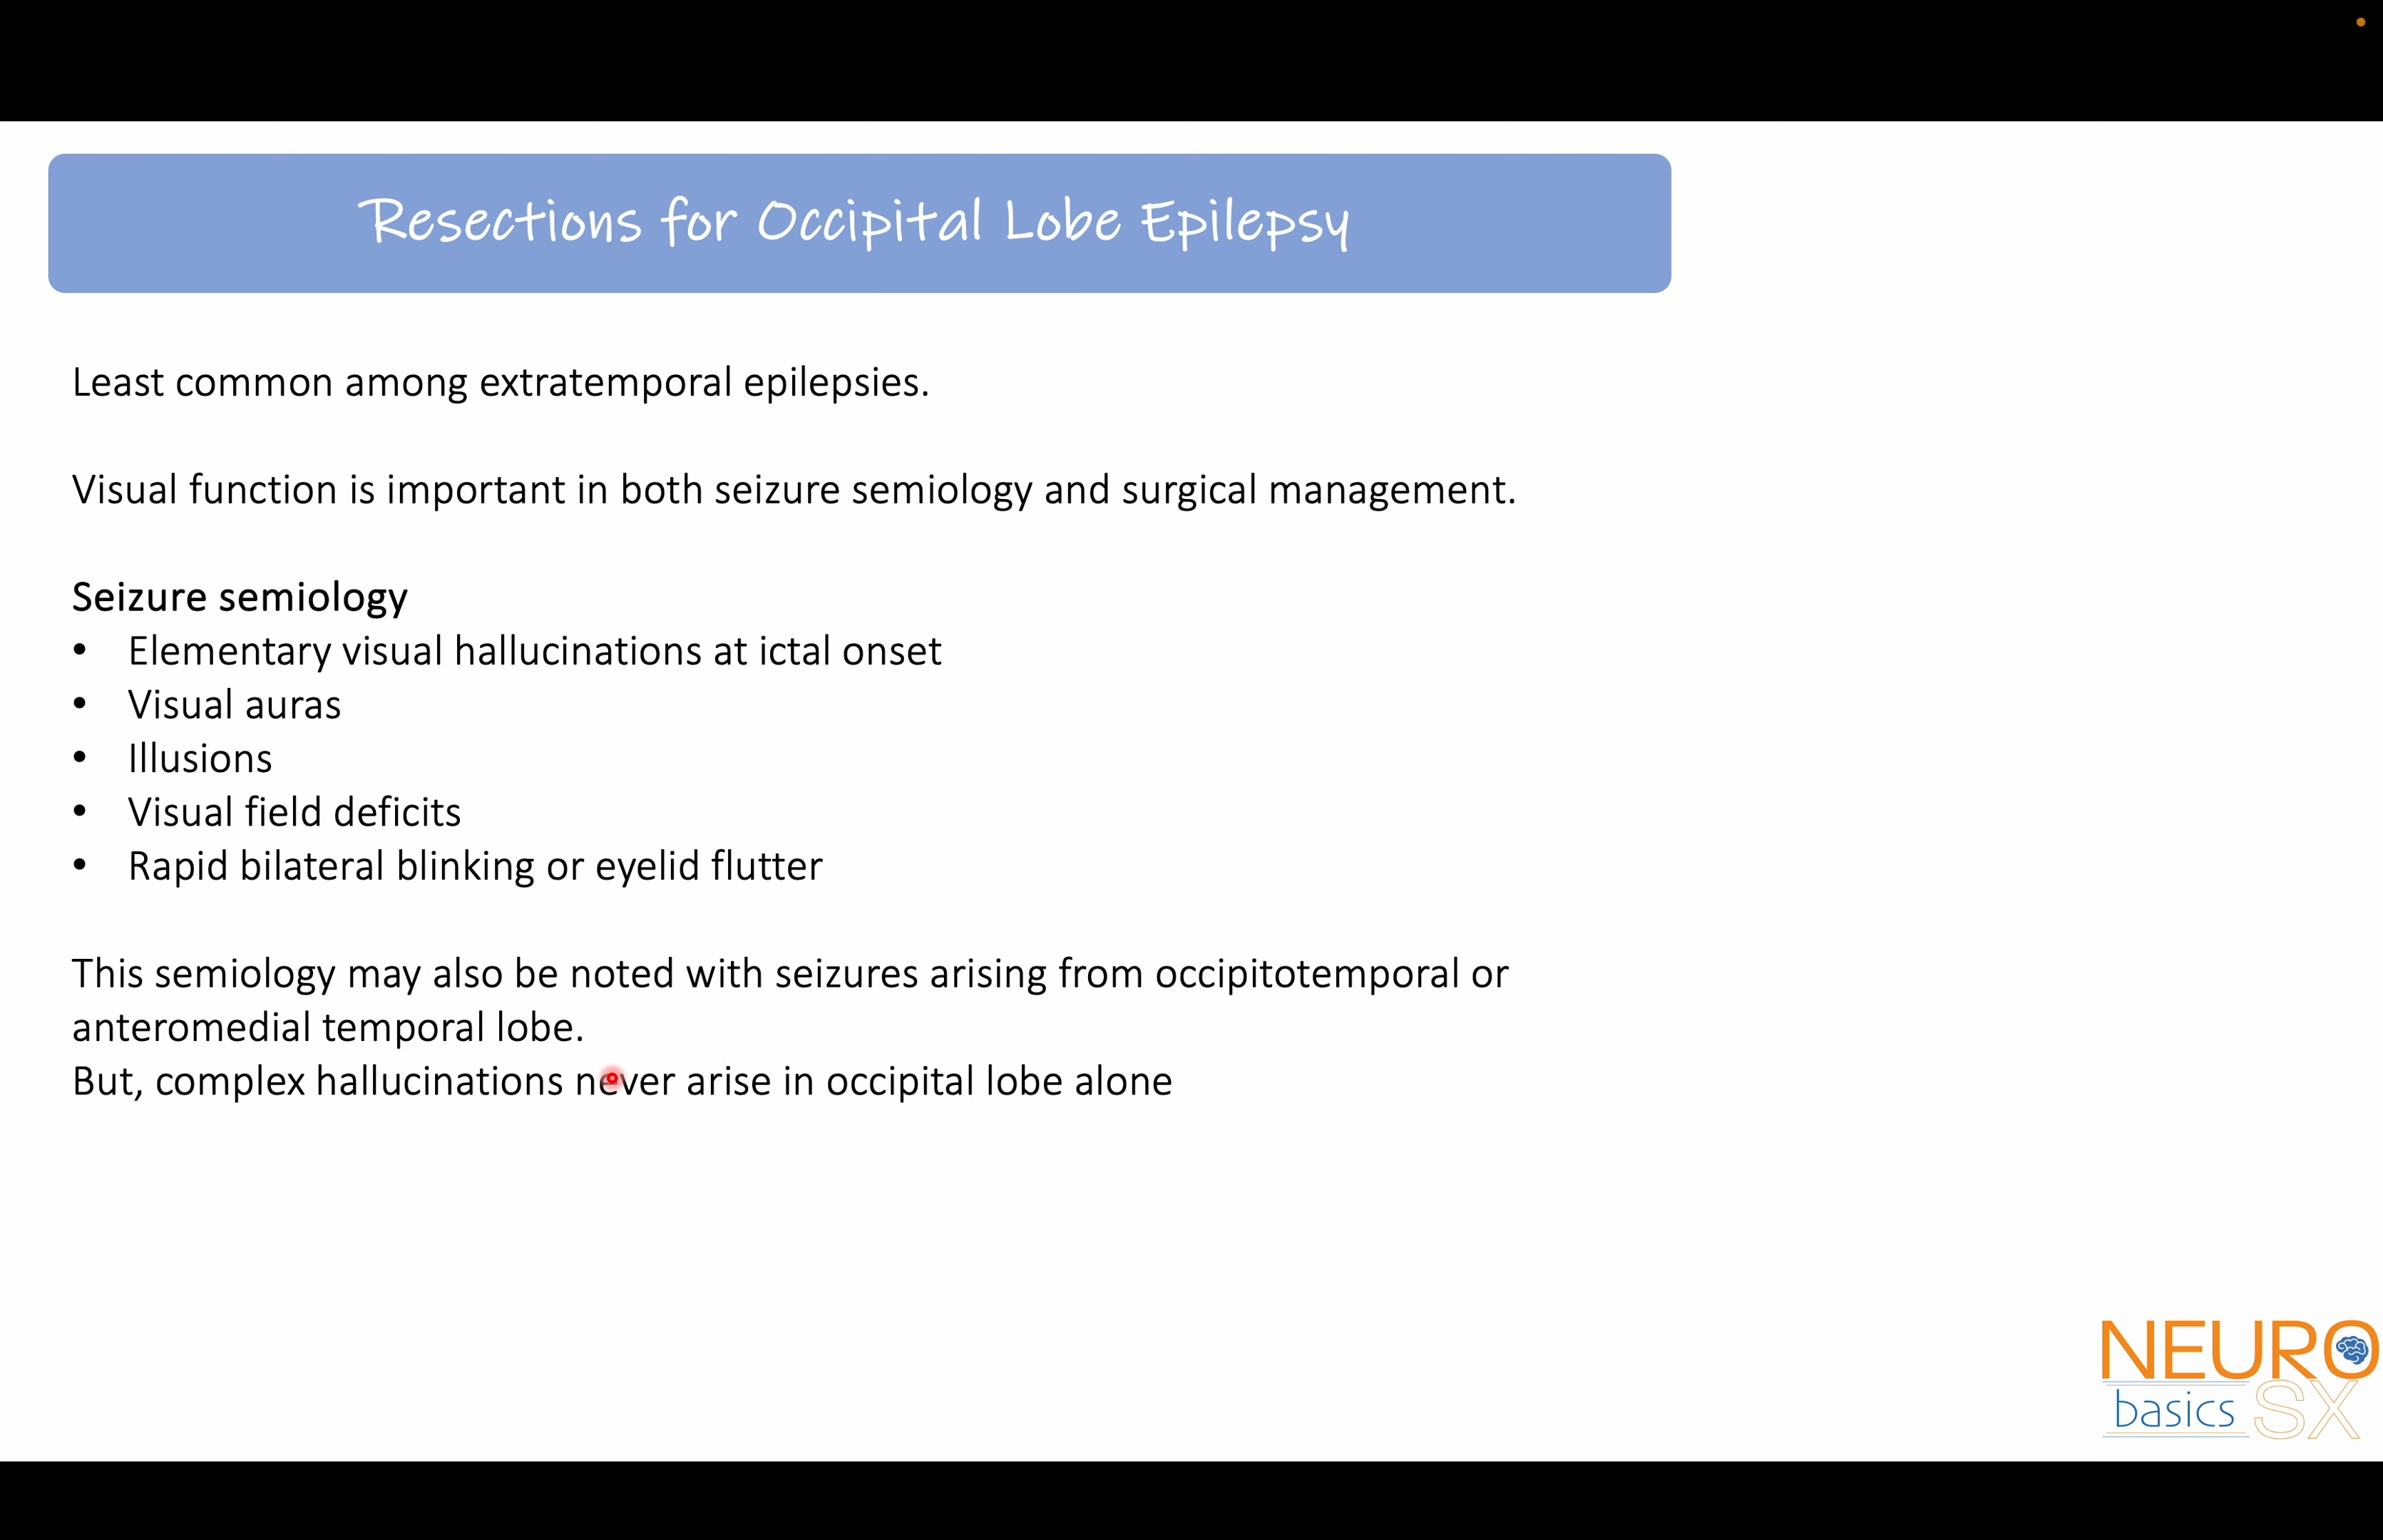 Resections for Occipital Lobe Epilepsy
Least common among extratemporal epilepsies.
Visual function is important in both seizure semiology and surgical management.
Seizure semiology
• Elementary visual hallucinations at ictal onset
• Visual auras
• Illusions
• Visual field deficits
• Rapid bilateral blinking or eyelid flutter
This semiology may also be noted with seizures arising from occipitotemporal or
anteromedial temporal lobe.
But, complex hallucinations never arise in occipital lobe alone
NEURO
basics SX